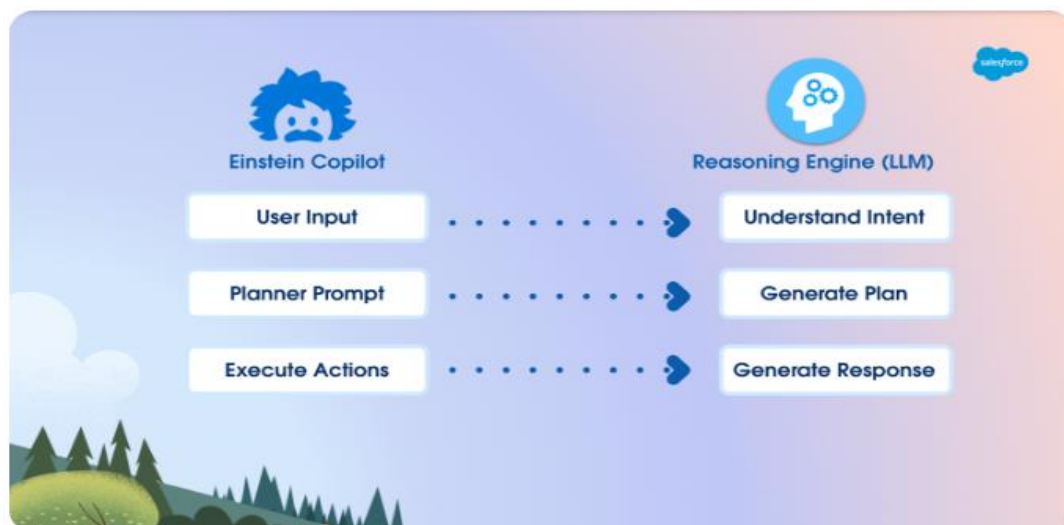 salesforce
Einstein Copilot
Reasoning Engine (LLM)
User Input
Understand Intent
Planner Prompt
Generate Plan
Execute Actions
Generate Response